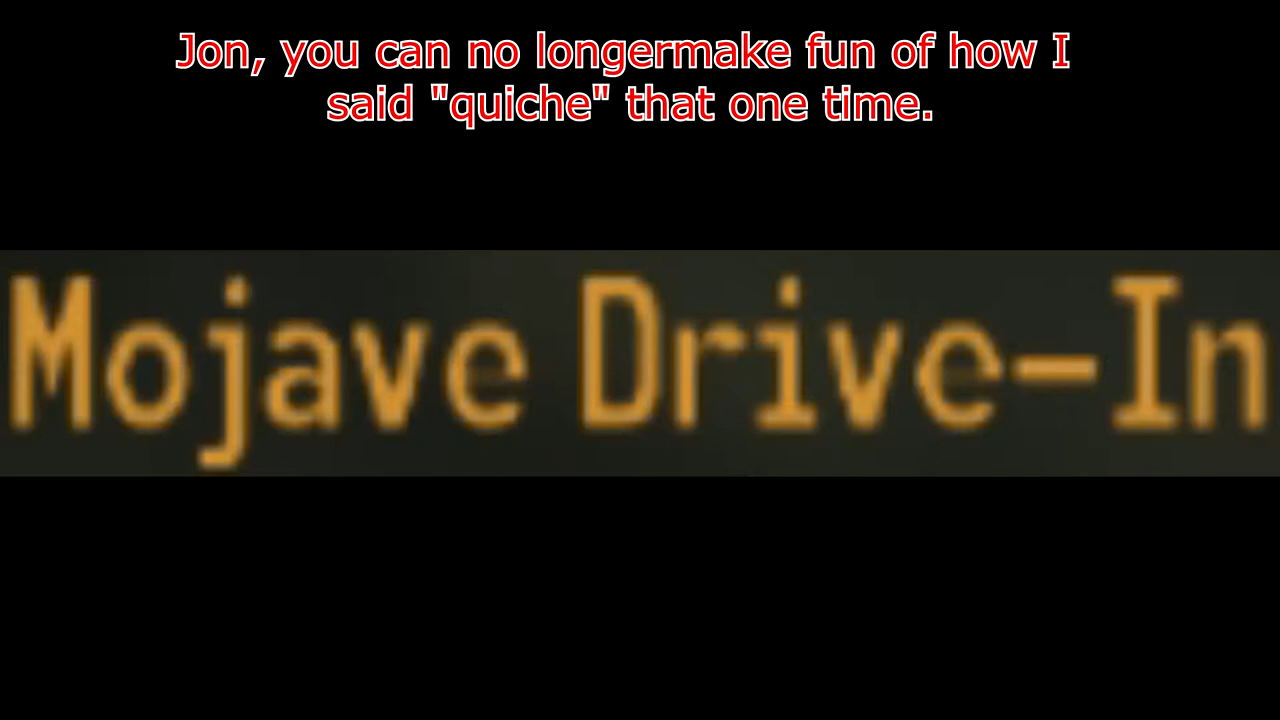 Jon, you can no longermake fun of how I
said "quiche" that one time.
Mojave Drive-In